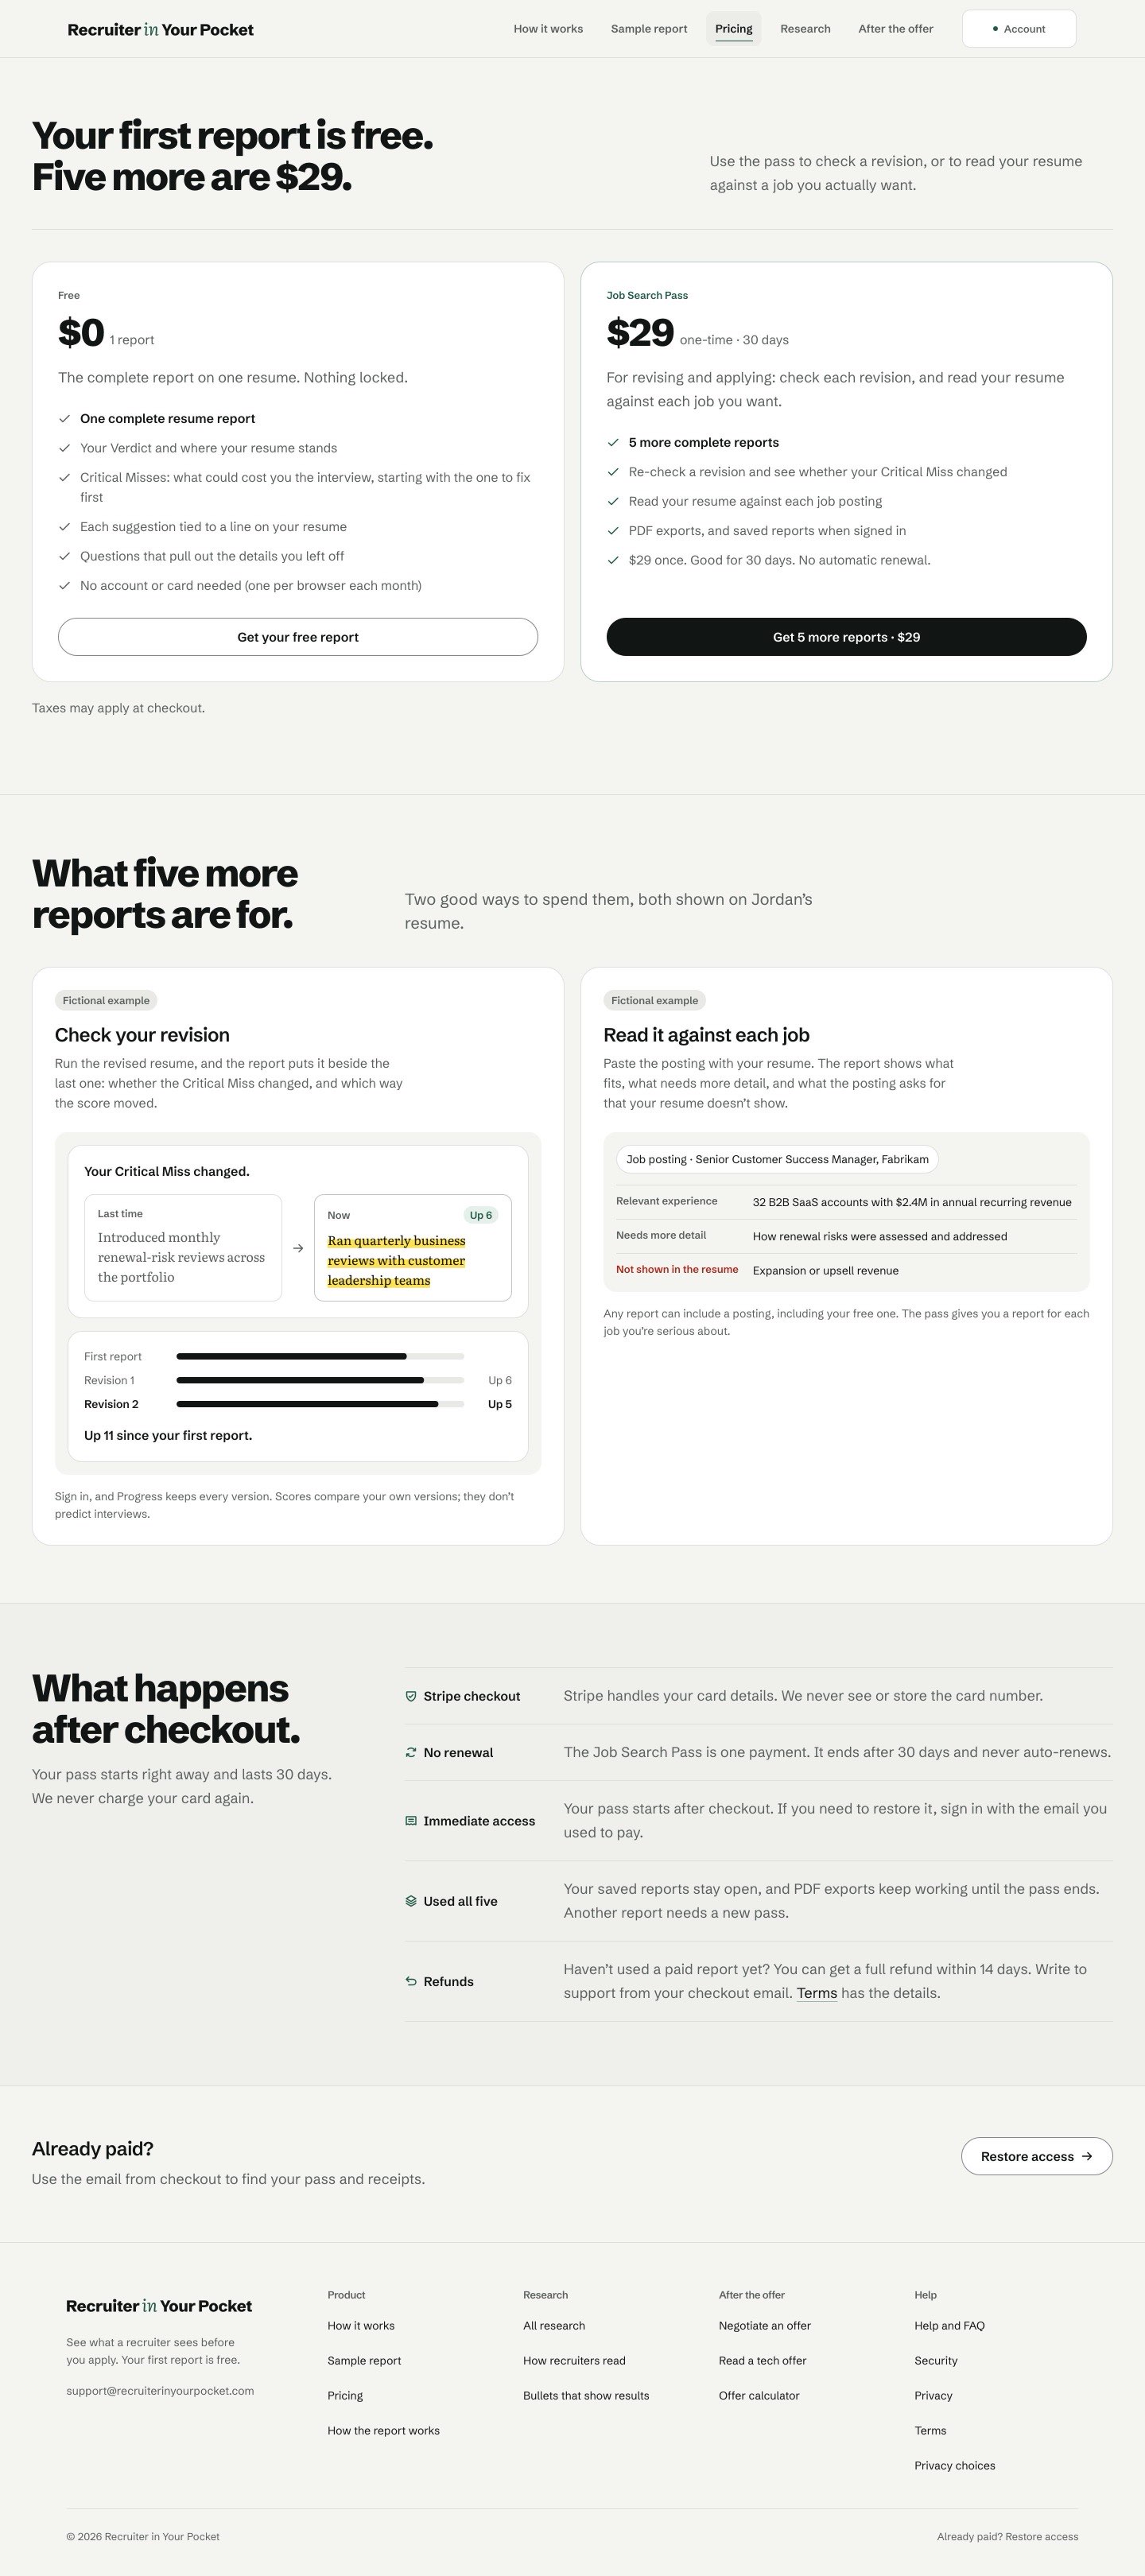 Recruiter in Your Pocket
How it works
Sample report
Pricing
Research
After the offer
Account
Your first report is free.
Five more are $29.
Use the pass to check a revision, or to read your resume
against a job you actually want.
Free
$0 1 report
The complete report on one resume. Nothing locked.
One complete resume report
Your Verdict and where your resume stands
Critical Misses: what could cost you the interview, starting with the one to fix
first
Each suggestion tied to a line on your resume
Questions that pull out the details you left off
No account or card needed (one per browser each month)
Get your free report
Job Search Pass
$29 one-time · 30 days
For revising and applying: check each revision, and read your resume
against each job you want.
5 more complete reports
Re-check a revision and see whether your Critical Miss changed
Read your resume against each job posting
PDF exports, and saved reports when signed in
$29 once. Good for 30 days. No automatic renewal.
Get 5 more reports · $29
Taxes may apply at checkout.
What five more
reports are for.
Two good ways to spend them, both shown on Jordan’s
resume.
Fictional example
Check your revision
Run the revised resume, and the report puts it beside the
last one: whether the Critical Miss changed, and which way
the score moved.
Your Critical Miss changed.
Last time
Introduced monthly
renewal-risk reviews across
the portfolio
→
Now
Up 6
Ran quarterly business
reviews with customer
leadership teams
First report
Revision 1
Up 6
Revision 2
Up 5
Up 11 since your first report.
Sign in, and Progress keeps every version. Scores compare your own versions; they don’t
predict interviews.
Fictional example
Read it against each job
Paste the posting with your resume. The report shows what
fits, what needs more detail, and what the posting asks for
that your resume doesn’t show.
Job posting · Senior Customer Success Manager, Fabrikam
Relevant experience
32 B2B SaaS accounts with $2.4M in annual recurring revenue
Needs more detail
How renewal risks were assessed and addressed
Not shown in the resume
Expansion or upsell revenue
Any report can include a posting, including your free one. The pass gives you a report for each
job you’re serious about.
What happens
after checkout.
Your pass starts right away and lasts 30 days.
We never charge your card again.
Stripe checkout
Stripe handles your card details. We never see or store the card number.
No renewal
The Job Search Pass is one payment. It ends after 30 days and never auto-renews.
Immediate access
Your pass starts after checkout. If you need to restore it, sign in with the email you
used to pay.
Used all five
Your saved reports stay open, and PDF exports keep working until the pass ends.
Another report needs a new pass.
Refunds
Haven’t used a paid report yet? You can get a full refund within 14 days. Write to
support from your checkout email. Terms has the details.
Already paid?
Use the email from checkout to find your pass and receipts.
Restore access →
Recruiter in Your Pocket
See what a recruiter sees before
you apply. Your first report is free.
support@recruiterinyourpocket.com
Product
How it works
Sample report
Pricing
How the report works
Research
All research
How recruiters read
Bullets that show results
After the offer
Negotiate an offer
Read a tech offer
Offer calculator
Help
Help and FAQ
Security
Privacy
Terms
Privacy choices
© 2026 Recruiter in Your Pocket
Already paid? Restore access